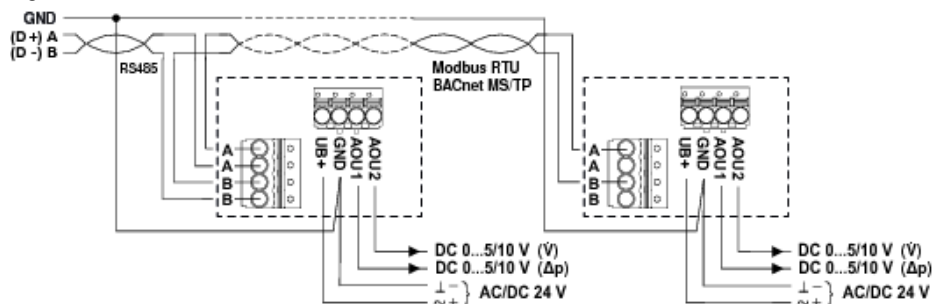 GND
(D+) A
(D-) B
RS485
Modbus RTU
BACnet MS/TP
UB+
GND
AOU1
AOU2
A
A
B
B
DC 0...5/10 V (V̇)
DC 0...5/10 V (Δp)
⊥ −
≂ + } AC/DC 24 V
UB+
GND
AOU1
AOU2
A
A
B
B
DC 0...5/10 V (V̇)
DC 0...5/10 V (Δp)
⊥ −
≂ + } AC/DC 24 V